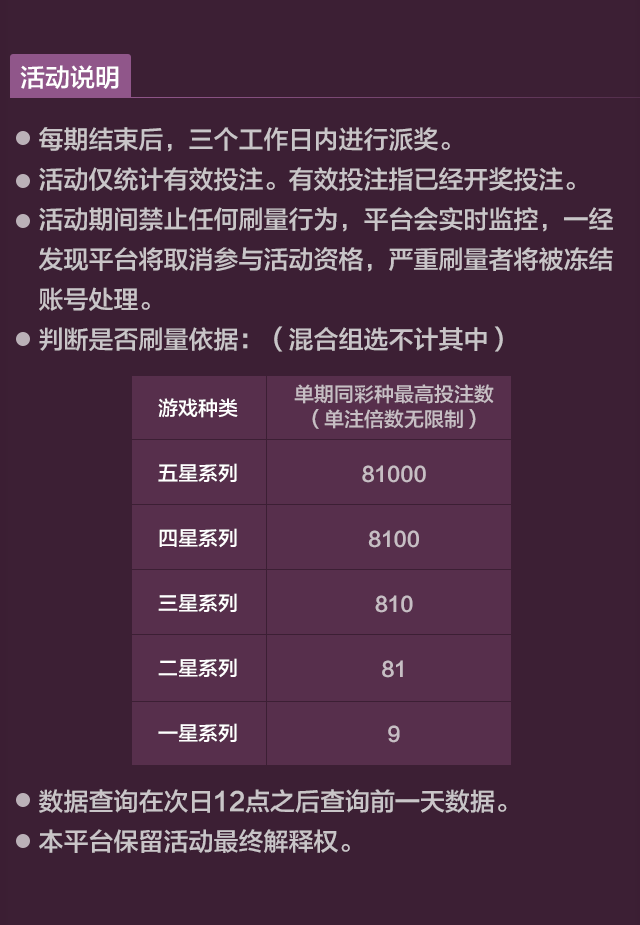 活动说明
每期结束后，三个工作日内进行派奖。
活动仅统计有效投注。有效投注指已经开奖投注。
活动期间禁止任何刷量行为，平台会实时监控，一经
发现平台将取消参与活动资格，严重刷量者将被冻结
账号处理。
判断是否刷量依据：（混合组选不计其中）
游戏种类
单期同彩种最高投注数
（单注倍数无限制）
五星系列
81000
四星系列
8100
三星系列
810
二星系列
81
一星系列
9
数据查询在次日12点之后查询前一天数据。
本平台保留活动最终解释权。